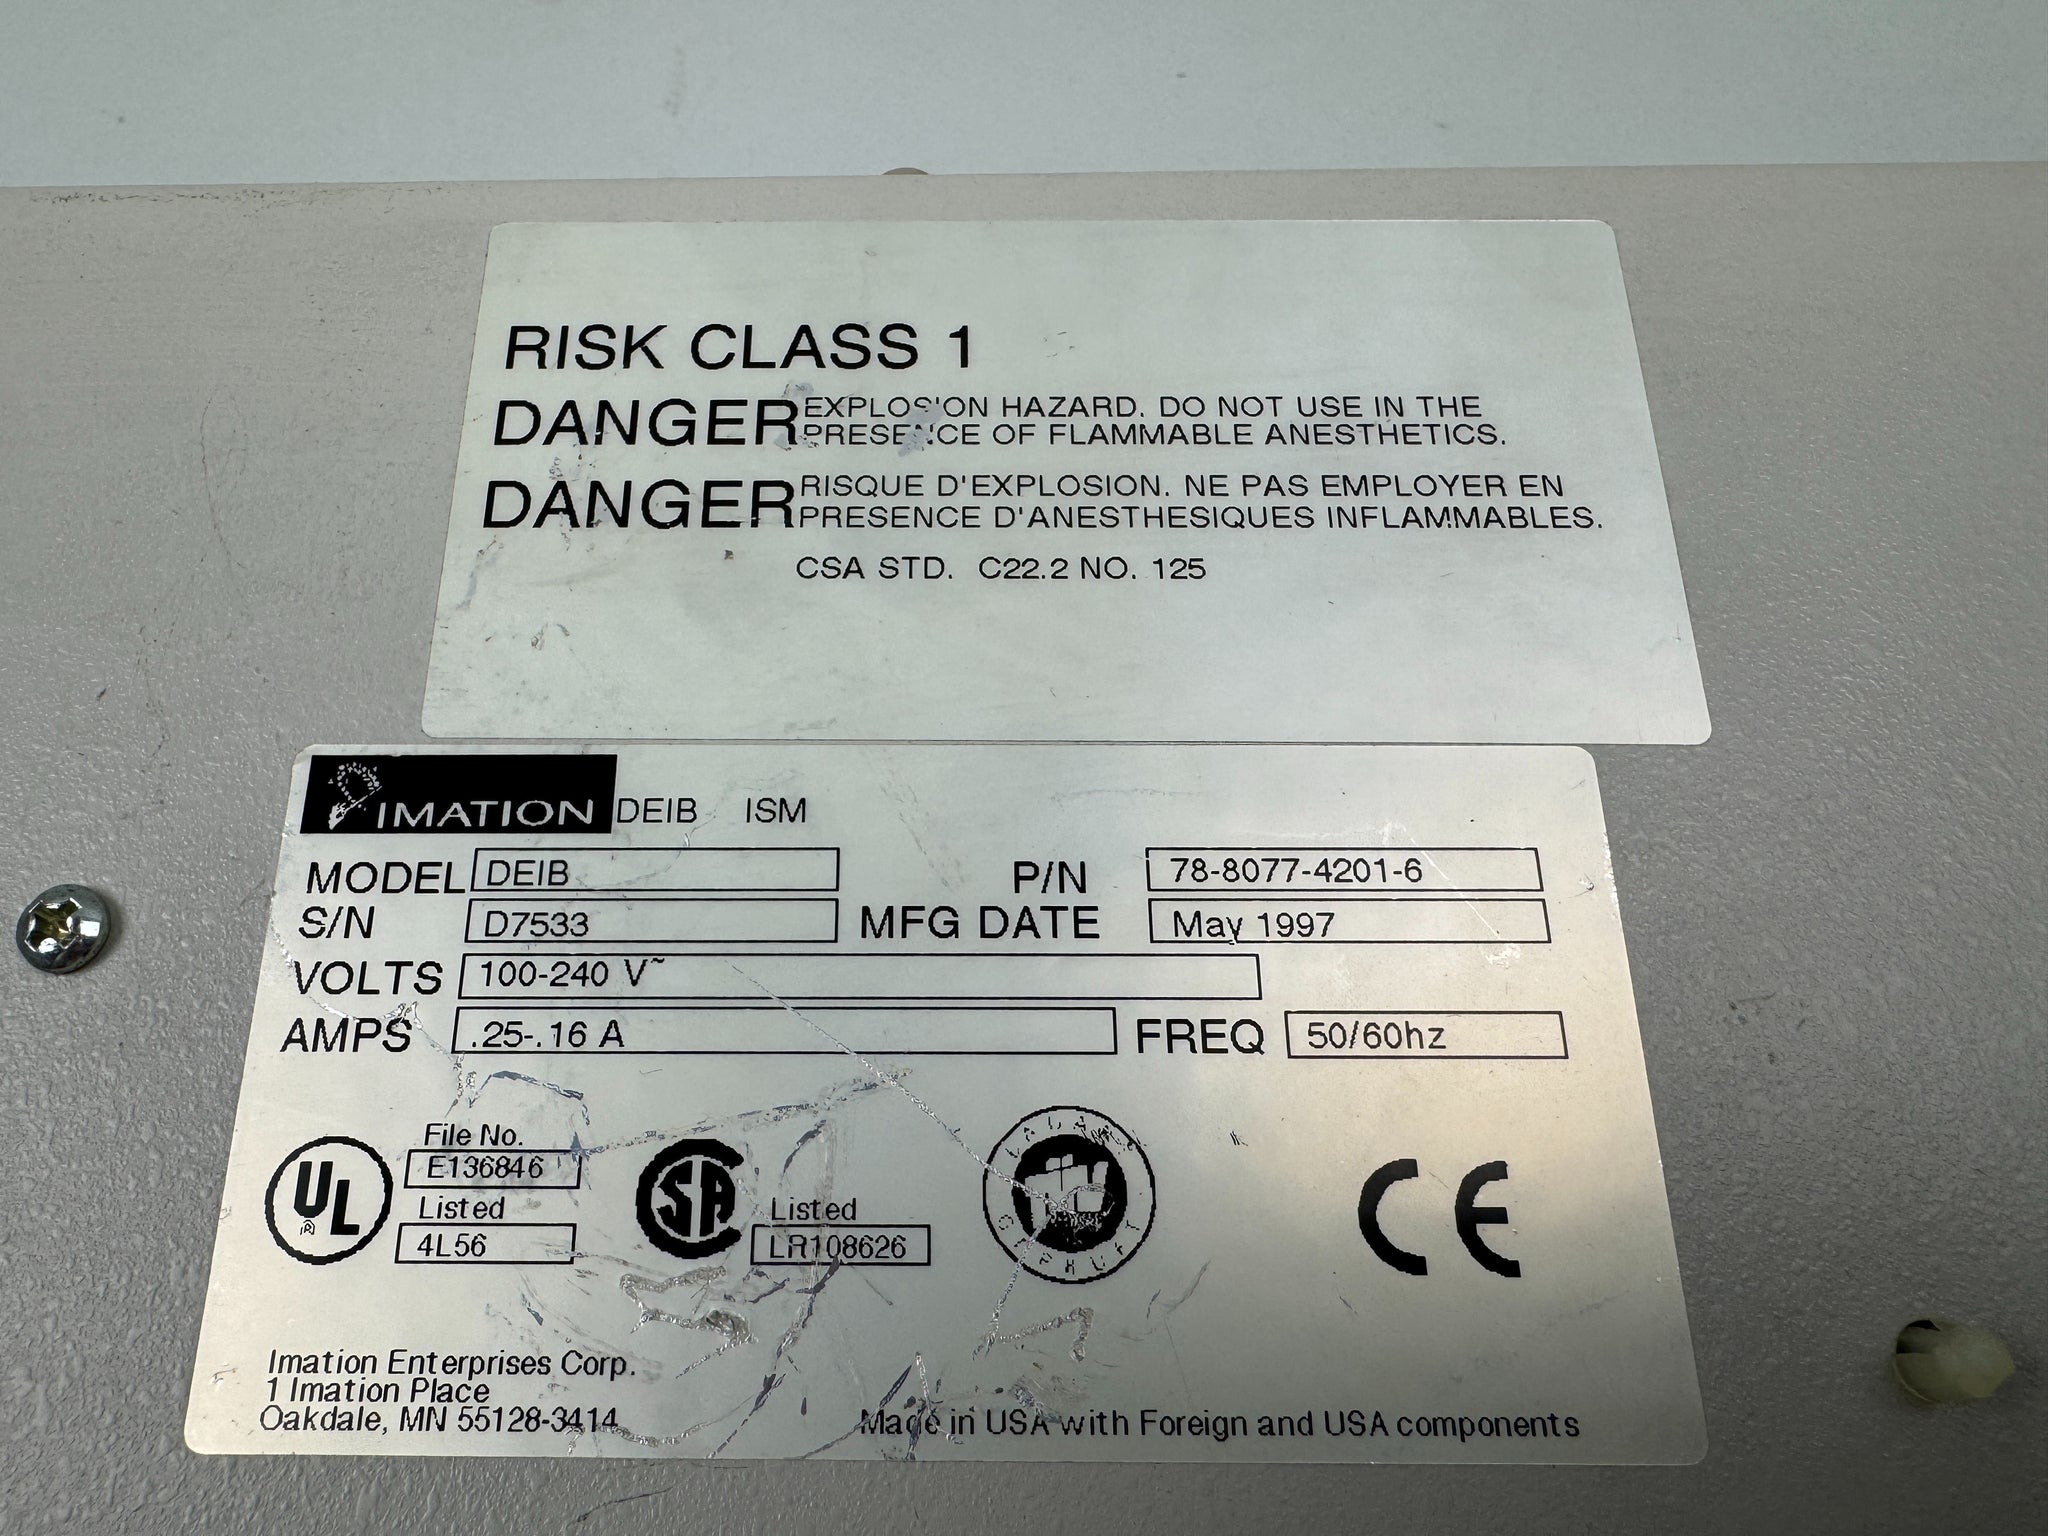 RISK CLASS 1
DANGER EXPLOSION HAZARD. DO NOT USE IN THE
PRESENCE OF FLAMMABLE ANESTHETICS.
DANGER RISQUE D'EXPLOSION. NE PAS EMPLOYER EN
PRESENCE D'ANESTHESIQUES INFLAMMABLES.
CSA STD. C22.2 NO. 125
IMATION DEIB ISM
MODEL DEIB P/N 78-8077-4201-6
S/N D7533 MFG DATE May 1997
VOLTS 100-240 V~
AMPS .25-.16 A FREQ 50/60hz
UL File No.
E136846
Listed
4L56
SA Listed
LR108626
GEPRUFT
CE
Imation Enterprises Corp.
1 Imation Place
Oakdale, MN 55128-3414
Made in USA with Foreign and USA components